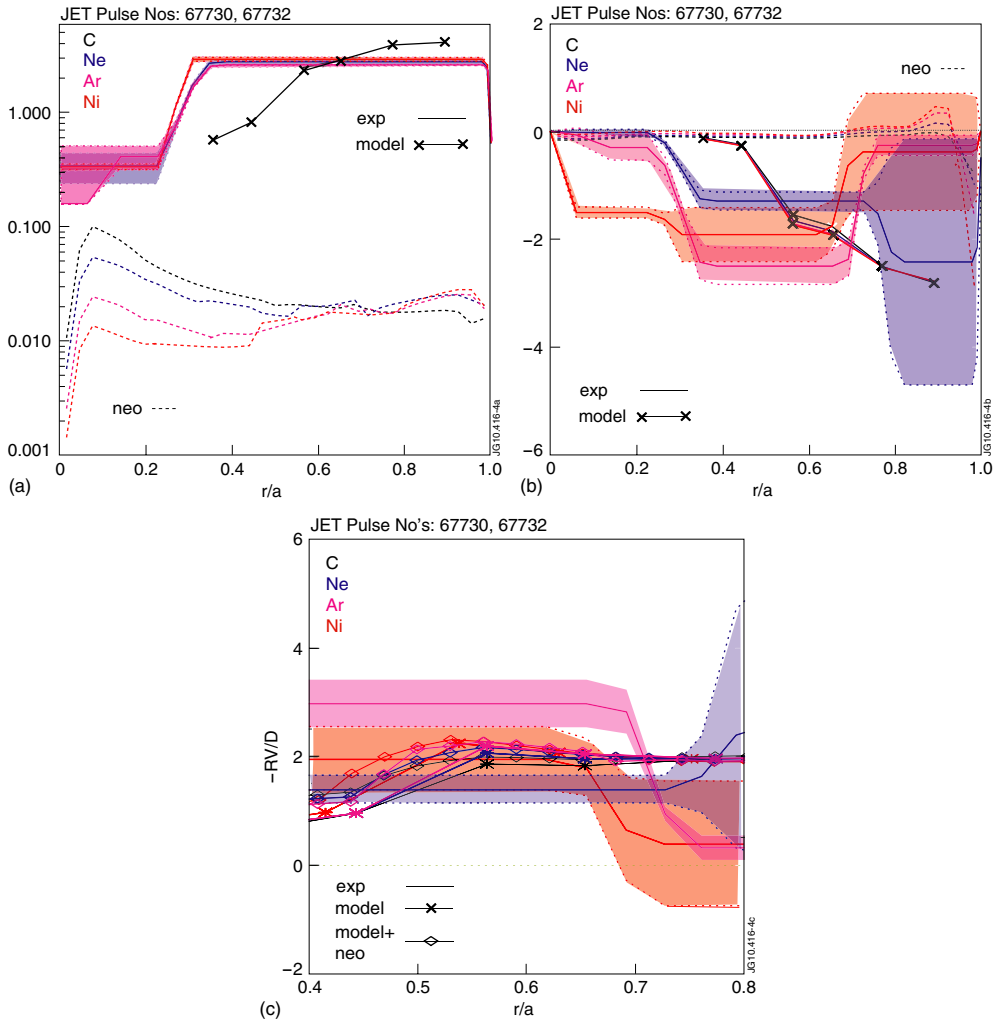 JET Pulse Nos: 67730, 67732
C
Ne
Ar
Ni
1.000
0.100
0.010
0.001
exp
model
neo
0 0.2 0.4 0.6 0.8 1.0
r/a
(a)
JG10.416-4a
JET Pulse Nos: 67730, 67732
C
Ne
Ar
Ni
neo
2
0
−2
−4
−6
exp
model
0 0.2 0.4 0.6 0.8 1.0
r/a
(b)
JG10.416-4b
JET Pulse No's: 67730, 67732
C
Ne
Ar
Ni
6
4
2
0
−2
−RV/D
exp
model
model+
neo
0.4 0.5 0.6 0.7 0.8
r/a
(c)
JG10.416-4c